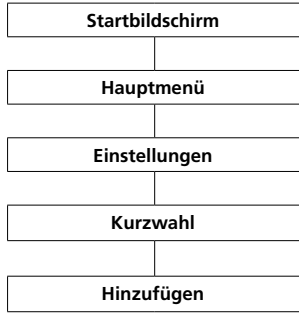 Startbildschirm
Hauptmenü
Einstellungen
Kurzwahl
Hinzufügen